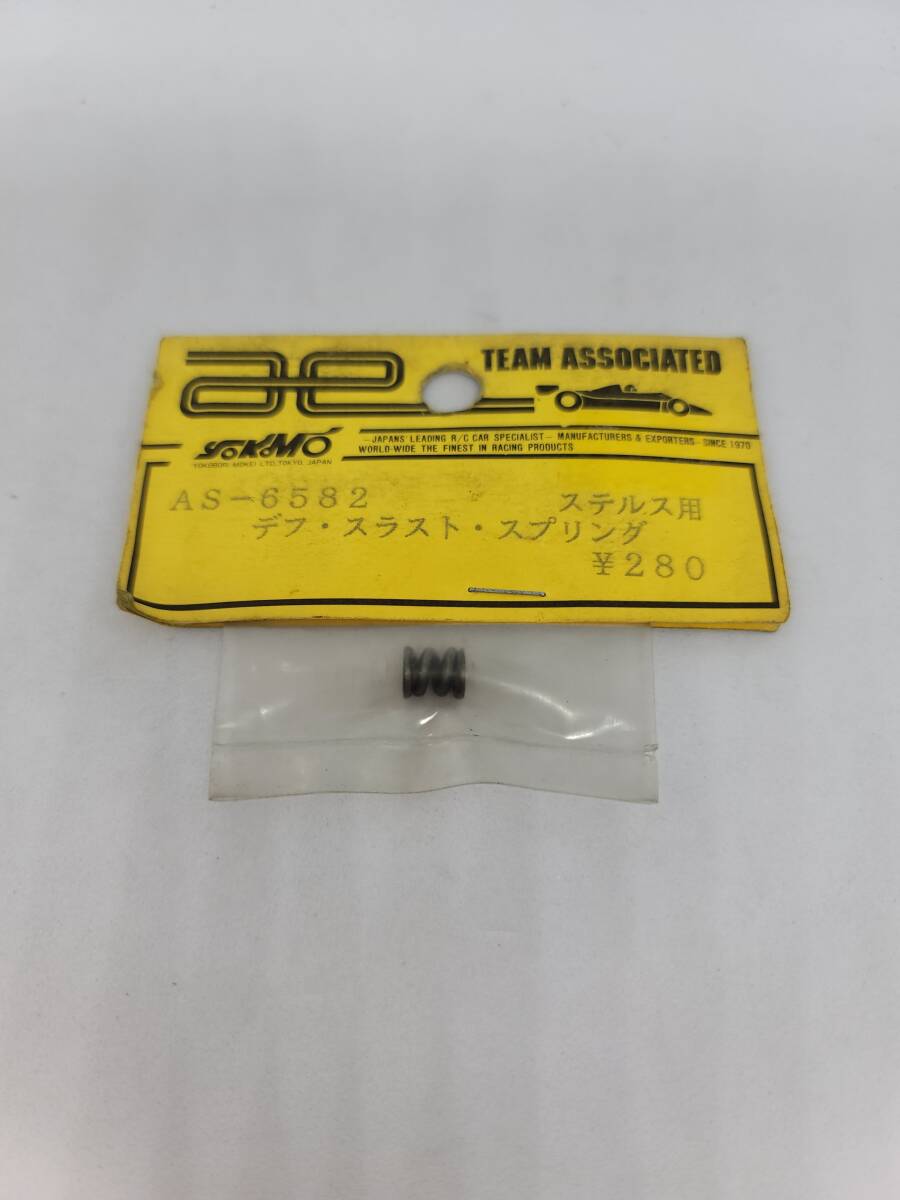 ae
TEAM ASSOCIATED
YOKOMO
YOKOBORI MOKEI LTD, TOKYO, JAPAN
—JAPANS' LEADING R/C CAR SPECIALIST— MANUFACTURERS & EXPORTERS— SINCE 1970
WORLD-WIDE THE FINEST IN RACING PRODUCTS
AS-6582 ステルス用
デフ・スラスト・スプリング
¥280